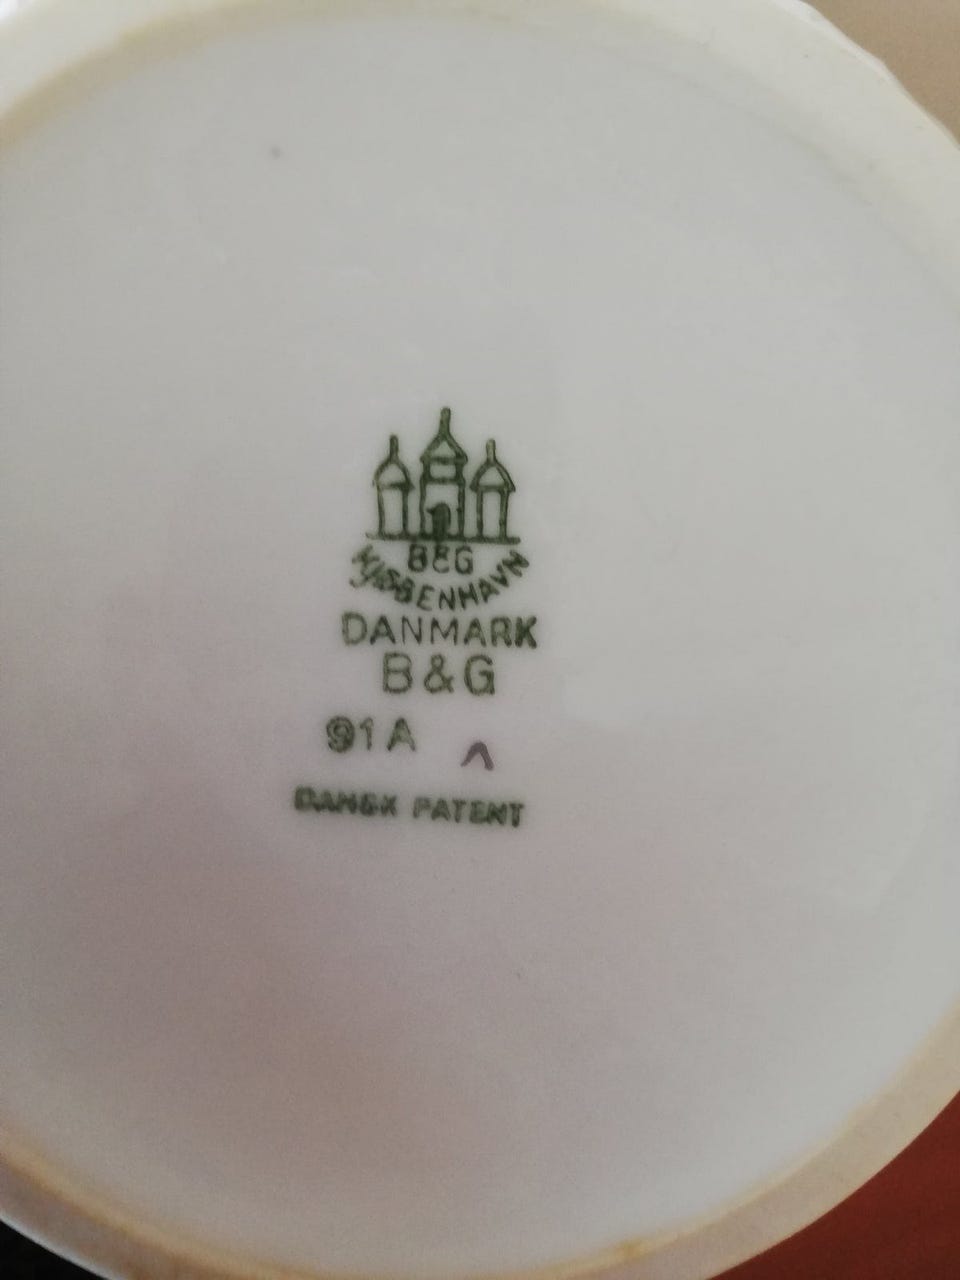 B&G
KJØBENHAVN
DANMARK
B&G
91A ^
DANSK PATENT